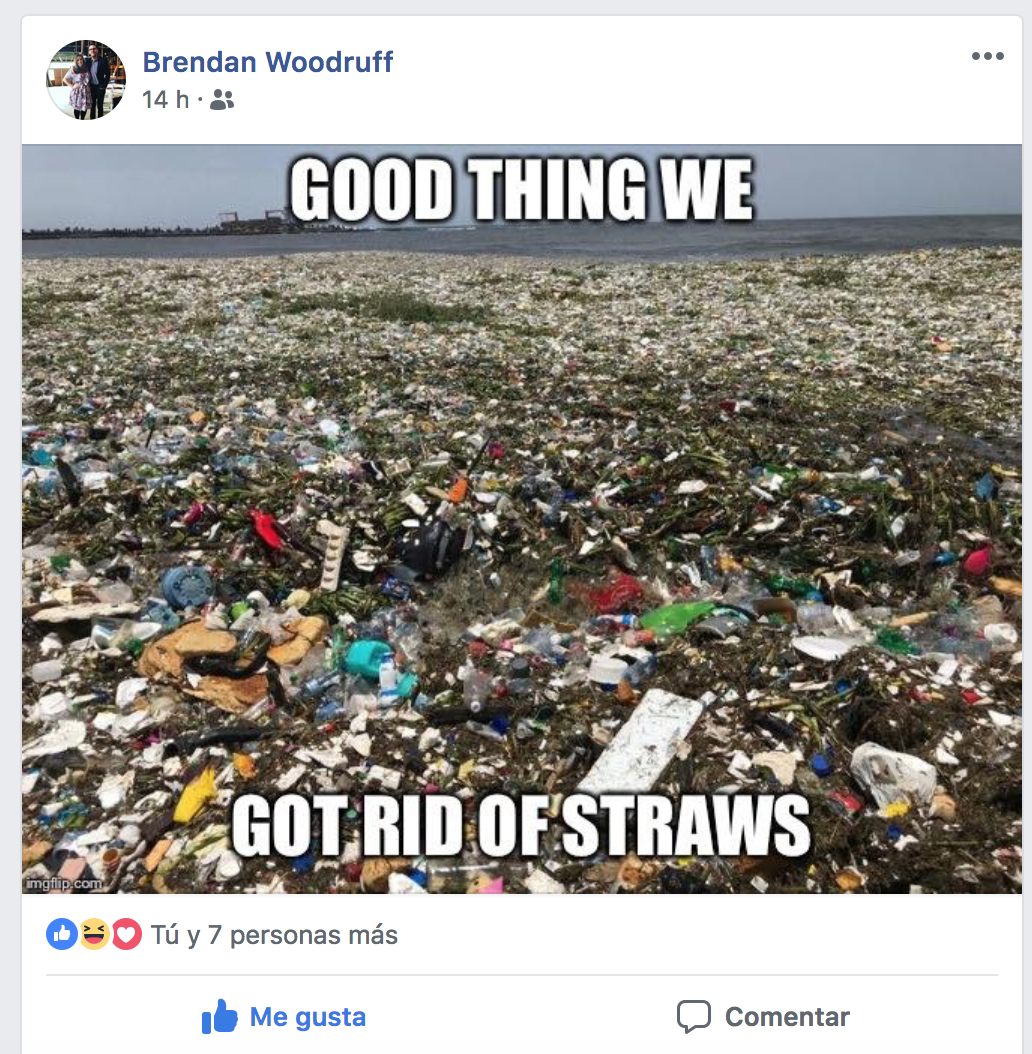 Brendan Woodruff
14 h ·
GOOD THING WE
GOT RID OF STRAWS
imgflip.com
Tú y 7 personas más
Me gusta
Comentar